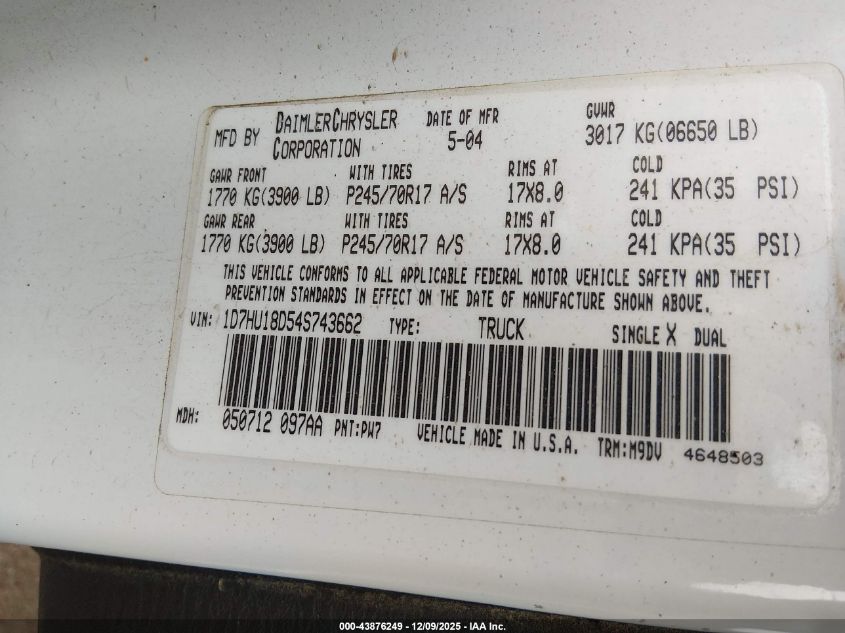 MFD BY DAIMLERCHRYSLER CORPORATION DATE OF MFR 5-04 GVWR 3017 KG(06650 LB)
GAWR FRONT WITH TIRES RIMS AT COLD
1770 KG(3900 LB) P245/70R17 A/S 17X8.0 241 KPA(35 PSI)
GAWR REAR WITH TIRES RIMS AT COLD
1770 KG(3900 LB) P245/70R17 A/S 17X8.0 241 KPA(35 PSI)
THIS VEHICLE CONFORMS TO ALL APPLICABLE FEDERAL MOTOR VEHICLE SAFETY AND THEFT
PREVENTION STANDARDS IN EFFECT ON THE DATE OF MANUFACTURE SHOWN ABOVE.
VIN: 1D7HU18D54S743662 TYPE: TRUCK SINGLE X DUAL
MDH: 050712 097AA PNT:PW7 VEHICLE MADE IN U.S.A. TRM:M9DV 4648503
000-43876249 - 12/09/2025 - IAA Inc.